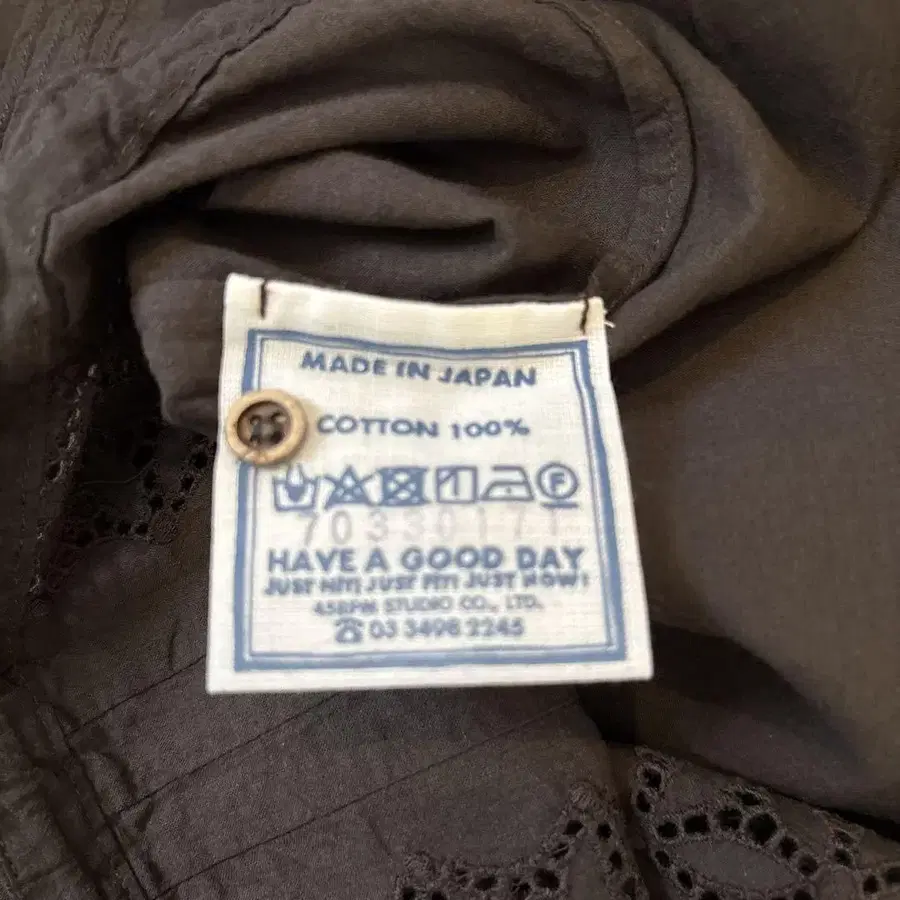 MADE IN JAPAN
COTTON 100%
F
70330171
HAVE A GOOD DAY
JUST HIT! JUST FIT! JUST NOW!
45RPM STUDIO CO., LTD.
☎ 03 3498 2245